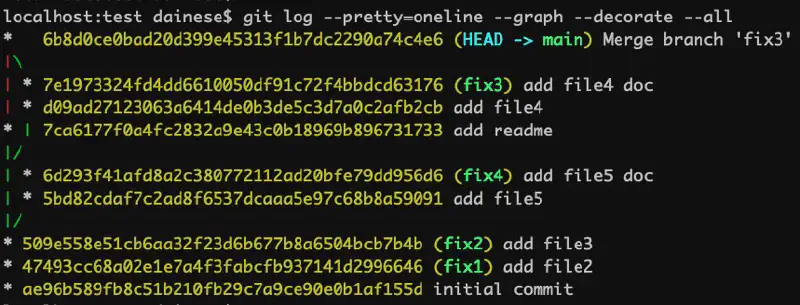 localhost:test dainese$ git log --pretty=oneline --graph --decorate --all
*   6b8d0ce0bad20d399e45313f1b7dc2290a74c4e6 (HEAD -> main) Merge branch 'fix3'
|\
| * 7e1973324fd4dd6610050df91c72f4bbdcd63176 (fix3) add file4 doc
| * d09ad27123063a6414de0b3de5c3d7a0c2afb2cb add file4
* | 7ca6177f0a4fc2832a9e43c0b18969b896731733 add readme
|/
| * 6d293f41afd8a2c380772112ad20bfe79dd956d6 (fix4) add file5 doc
| * 5bd82cdaf7c2ad8f6537dcaaa5e97c68b8a59091 add file5
|/
* 509e558e51cb6aa32f23d6b677b8a6504bcb7b4b (fix2) add file3
* 47493cc68a02e1e7a4f3fabcfb937141d2996646 (fix1) add file2
* ae96b589fb8c51b210fb29c7a9ce90e0b1af155d initial commit